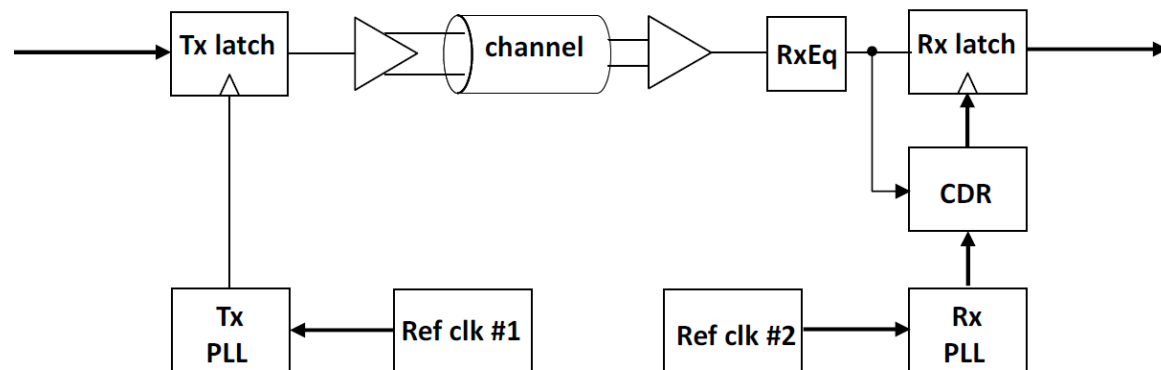 Tx latch
channel
RxEq
Rx latch
CDR
Tx
PLL
Ref clk #1
Ref clk #2
Rx
PLL